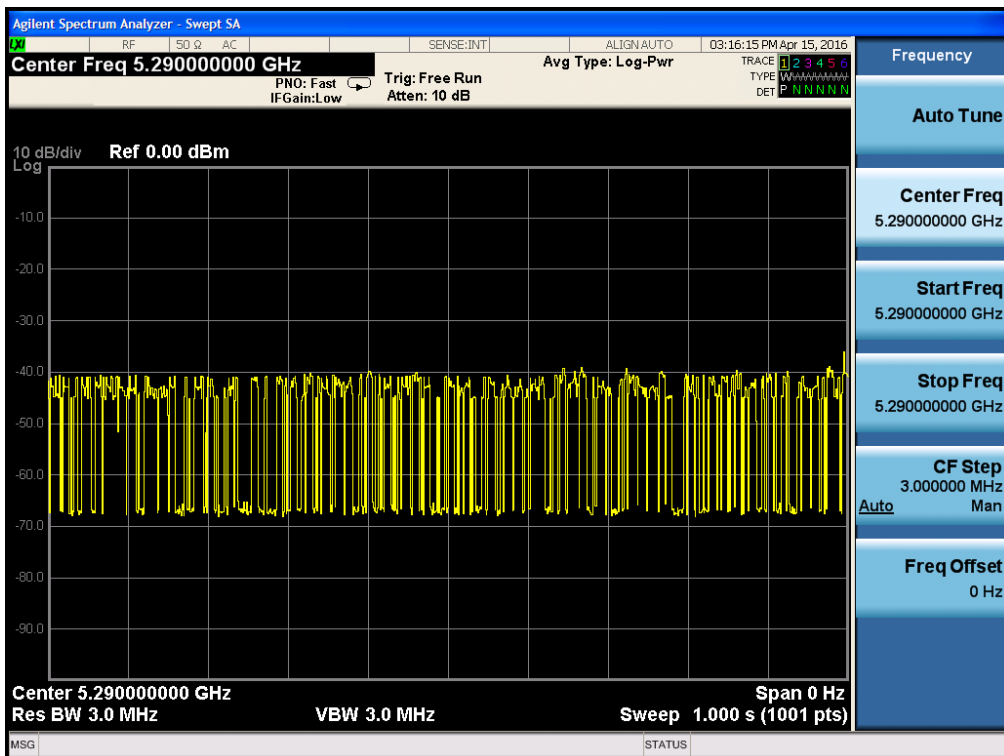 Agilent Spectrum Analyzer - Swept SA
LXI RF 50 Ω AC SENSE:INT ALIGN AUTO 03:16:15 PM Apr 15, 2016
Center Freq 5.290000000 GHz
PNO: Fast
IFGain:Low
Trig: Free Run
Atten: 10 dB
Avg Type: Log-Pwr
TRACE 1 2 3 4 5 6
TYPE
DET P N N N N N
10 dB/div Ref 0.00 dBm
Log
-10.0
-20.0
-30.0
-40.0
-50.0
-60.0
-70.0
-80.0
-90.0
Center 5.290000000 GHz Span 0 Hz
Res BW 3.0 MHz VBW 3.0 MHz Sweep 1.000 s (1001 pts)
MSG STATUS
Frequency
Auto Tune
Center Freq
5.290000000 GHz
Start Freq
5.290000000 GHz
Stop Freq
5.290000000 GHz
CF Step
3.000000 MHz
Auto Man
Freq Offset
0 Hz